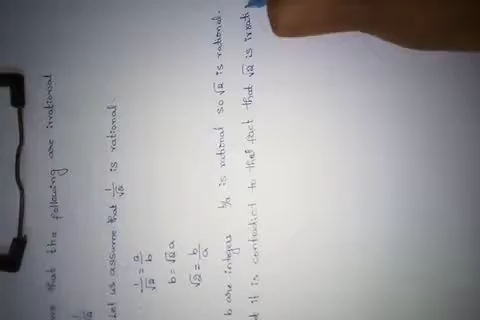 that the following are irrational
1/√2
Let us assume that 1/√2 is rational.
1/√2 = a/b
b = √2 a
√2 = b/a
b are integers b/a is rational so √2 is rational.
it is contradict to the fact that √2 is irrati